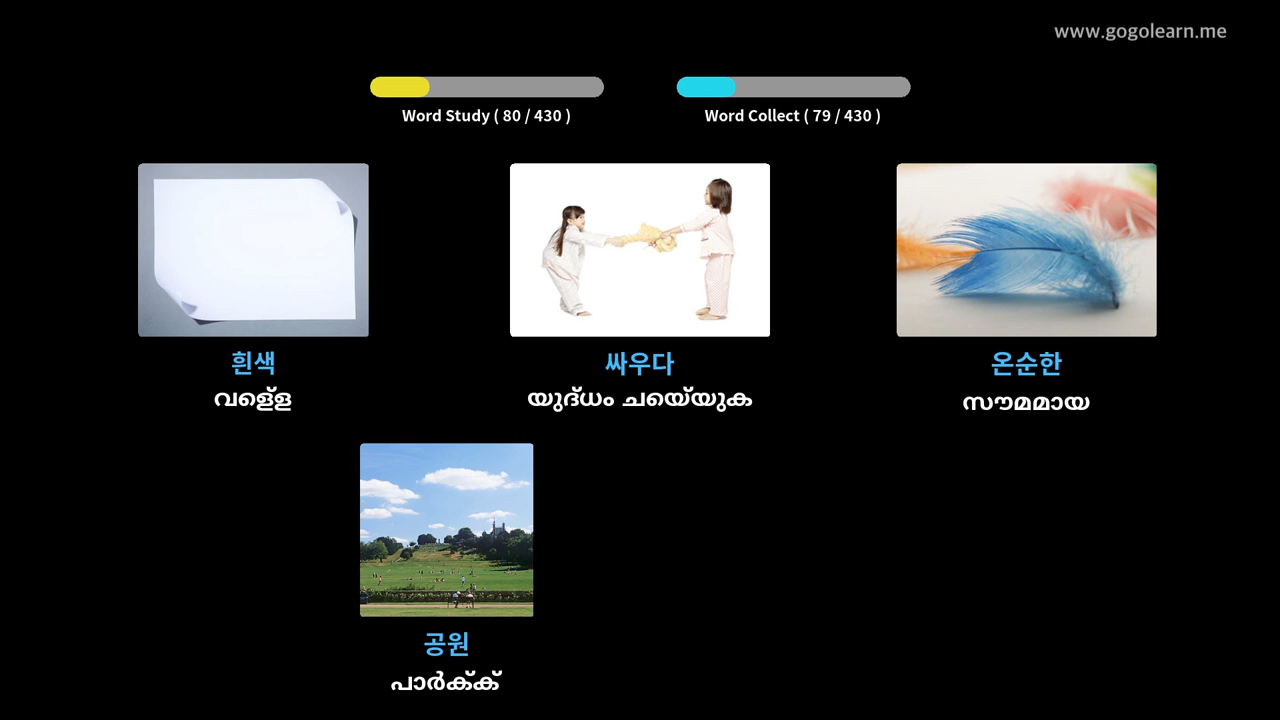 www.gogolearn.me
Word Study ( 80 / 430 )
Word Collect ( 79 / 430 )
흰색
싸우다
온순한
വെള്ള
യുദ്ധം ചെയ്യുക
സൗമമായ
공원
പാർക്ക്